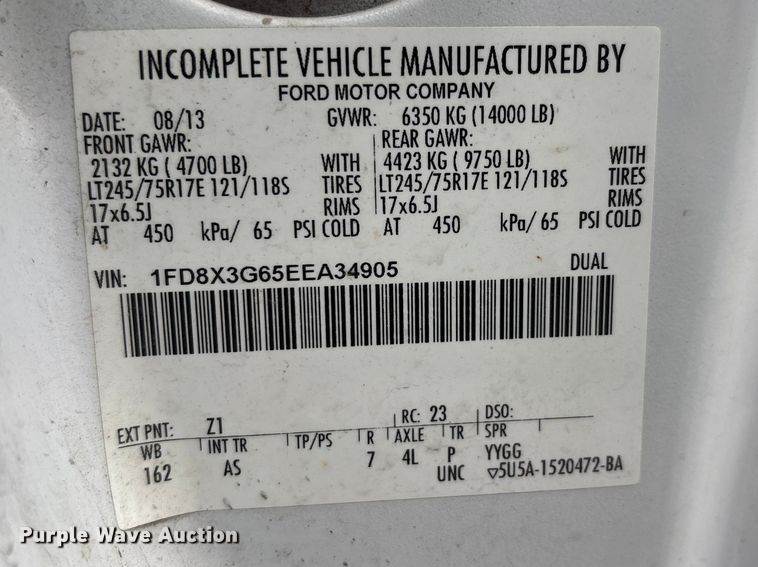 INCOMPLETE VEHICLE MANUFACTURED BY
FORD MOTOR COMPANY
DATE: 08/13 GVWR: 6350 KG (14000 LB)
FRONT GAWR: REAR GAWR:
2132 KG ( 4700 LB) WITH 4423 KG ( 9750 LB) WITH
LT245/75R17E 121/118S TIRES LT245/75R17E 121/118S TIRES
17x6.5J RIMS 17x6.5J RIMS
AT 450 kPa/ 65 PSI COLD AT 450 kPa/ 65 PSI COLD
VIN: 1FD8X3G65EEA34905 DUAL
EXT PNT: Z1 RC: 23 DSO:
WB INT TR TP/PS R AXLE TR SPR
162 AS 7 4L P YYGG
UNC ▽5U5A-1520472-BA
Purple Wave Auction